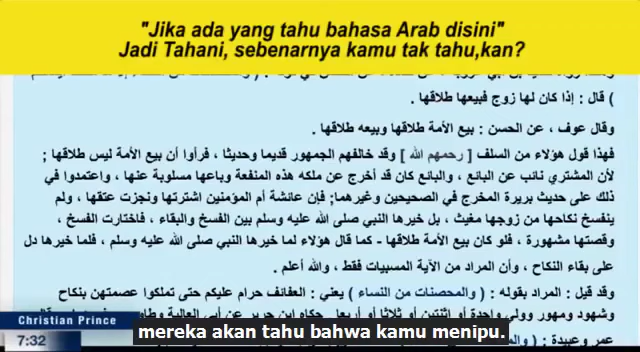 "Jika ada yang tahu bahasa Arab disini"
Jadi Tahani, sebenarnya kamu tak tahu,kan?
) قال : إذا كان لها زوج فبيعها طلاقها .
وقال عوف ، عن الحسن : بيع الأمة طلاقها وبيعه طلاقها .
فهذا قول هؤلاء من السلف [ رحمهم الله ] وقد خالفهم الجمهور قديما وحديثا ، فرأوا أن بيع الأمة ليس طلاقها ؛
لأن المشتري نائب عن البائع ، والبائع كان قد أخرج عن ملكه هذه المنفعة وباعها مسلوبة عنها ، واعتمدوا في
ذلك على حديث بريرة المخرج في الصحيحين وغيرهما; فإن عائشة أم المؤمنين اشترتها ونجزت عتقها ، ولم
ينفسخ نكاحها من زوجها مغيث ، بل خيرها النبي صلى الله عليه وسلم بين الفسخ والبقاء ، فاختارت الفسخ ،
وقصتها مشهورة ، فلو كان بيع الأمة طلاقها - كما قال هؤلاء لما خيرها النبي صلى الله عليه وسلم ، فلما خيرها دل
على بقاء النكاح ، وأن المراد من الآية المسبيات فقط ، والله أعلم .
وقد قيل : المراد بقوله : ( والمحصنات من النساء ) يعني : العفائف حرام عليكم حتى تملكوا عصمتهن بنكاح
وشهود ومهور وولي واحدة أو اثنتين أو ثلاثا أو أربعا حكاه ابن جرير عن أبي العالية
عمر وعبيدة : (
Christian Prince
7:32
mereka akan tahu bahwa kamu menipu.